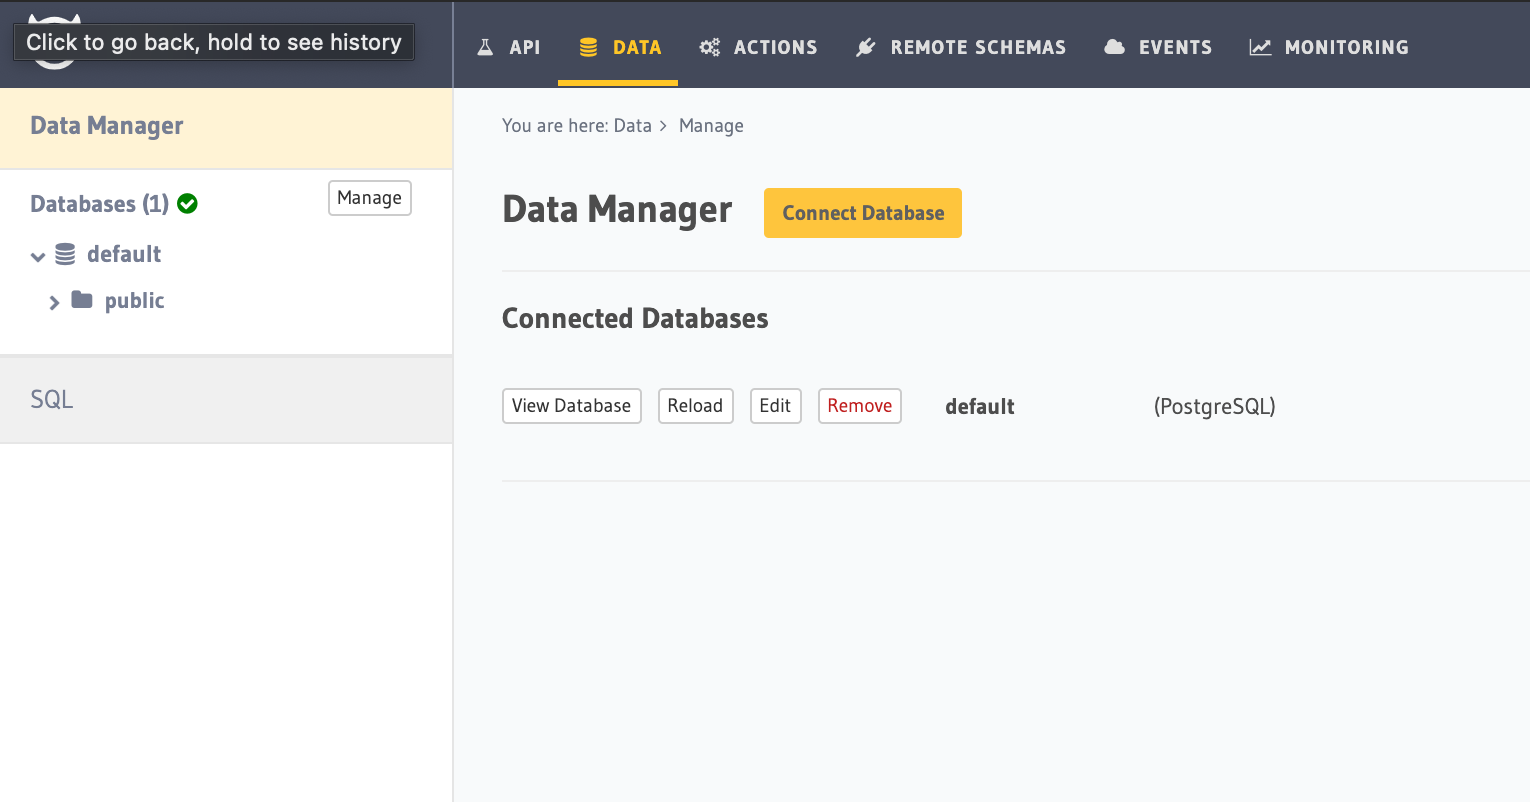 Click to go back, hold to see history
API
DATA
ACTIONS
REMOTE SCHEMAS
EVENTS
MONITORING
Data Manager
Databases (1)
Manage
default
public
SQL
You are here: Data > Manage
Data Manager
Connect Database
Connected Databases
View Database
Reload
Edit
Remove
default
(PostgreSQL)